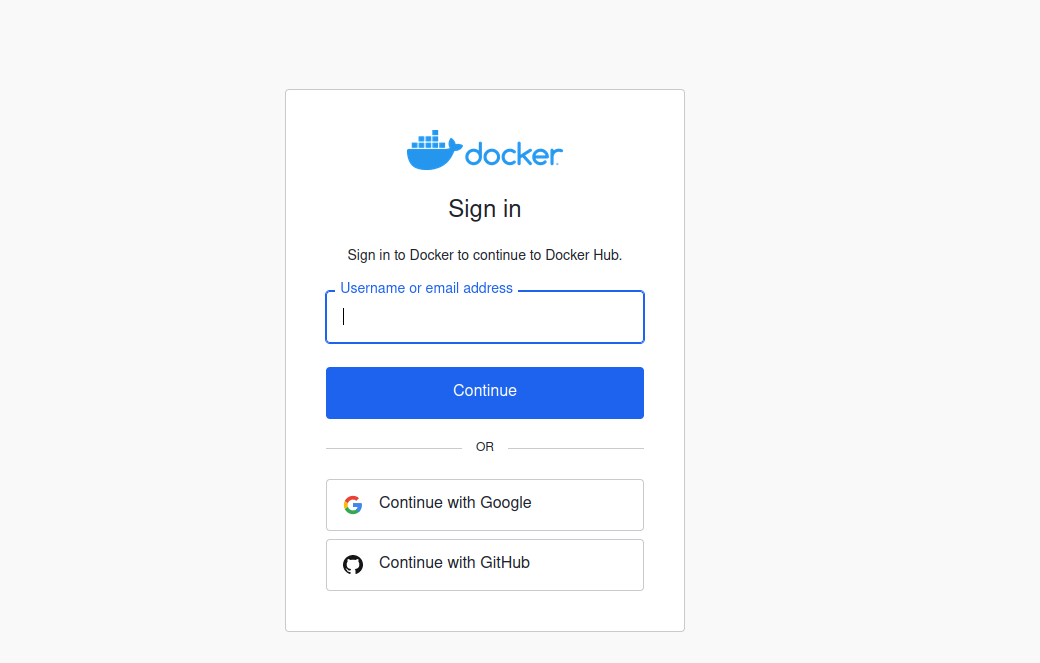 docker
Sign in
Sign in to Docker to continue to Docker Hub.
Username or email address
Continue
OR
Continue with Google
Continue with GitHub